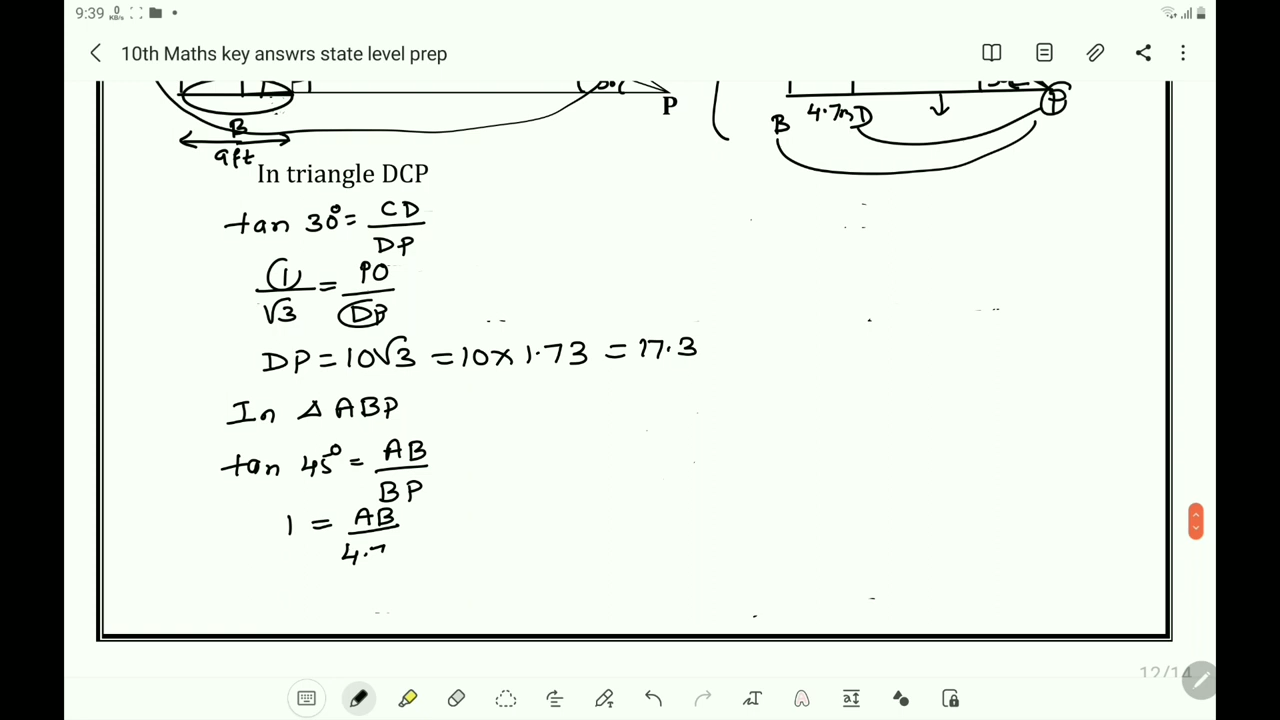 9:39 0 KB/s
10th Maths key answrs state level prep
P
B
9ft
B 4.7m D P
In triangle DCP
tan 30° = CD / DP
1 / √3 = 10 / DP
DP = 10√3 = 10 × 1.73 = 17.3
In Δ ABP
tan 45° = AB / BP
1 = AB / 4.7
12/14